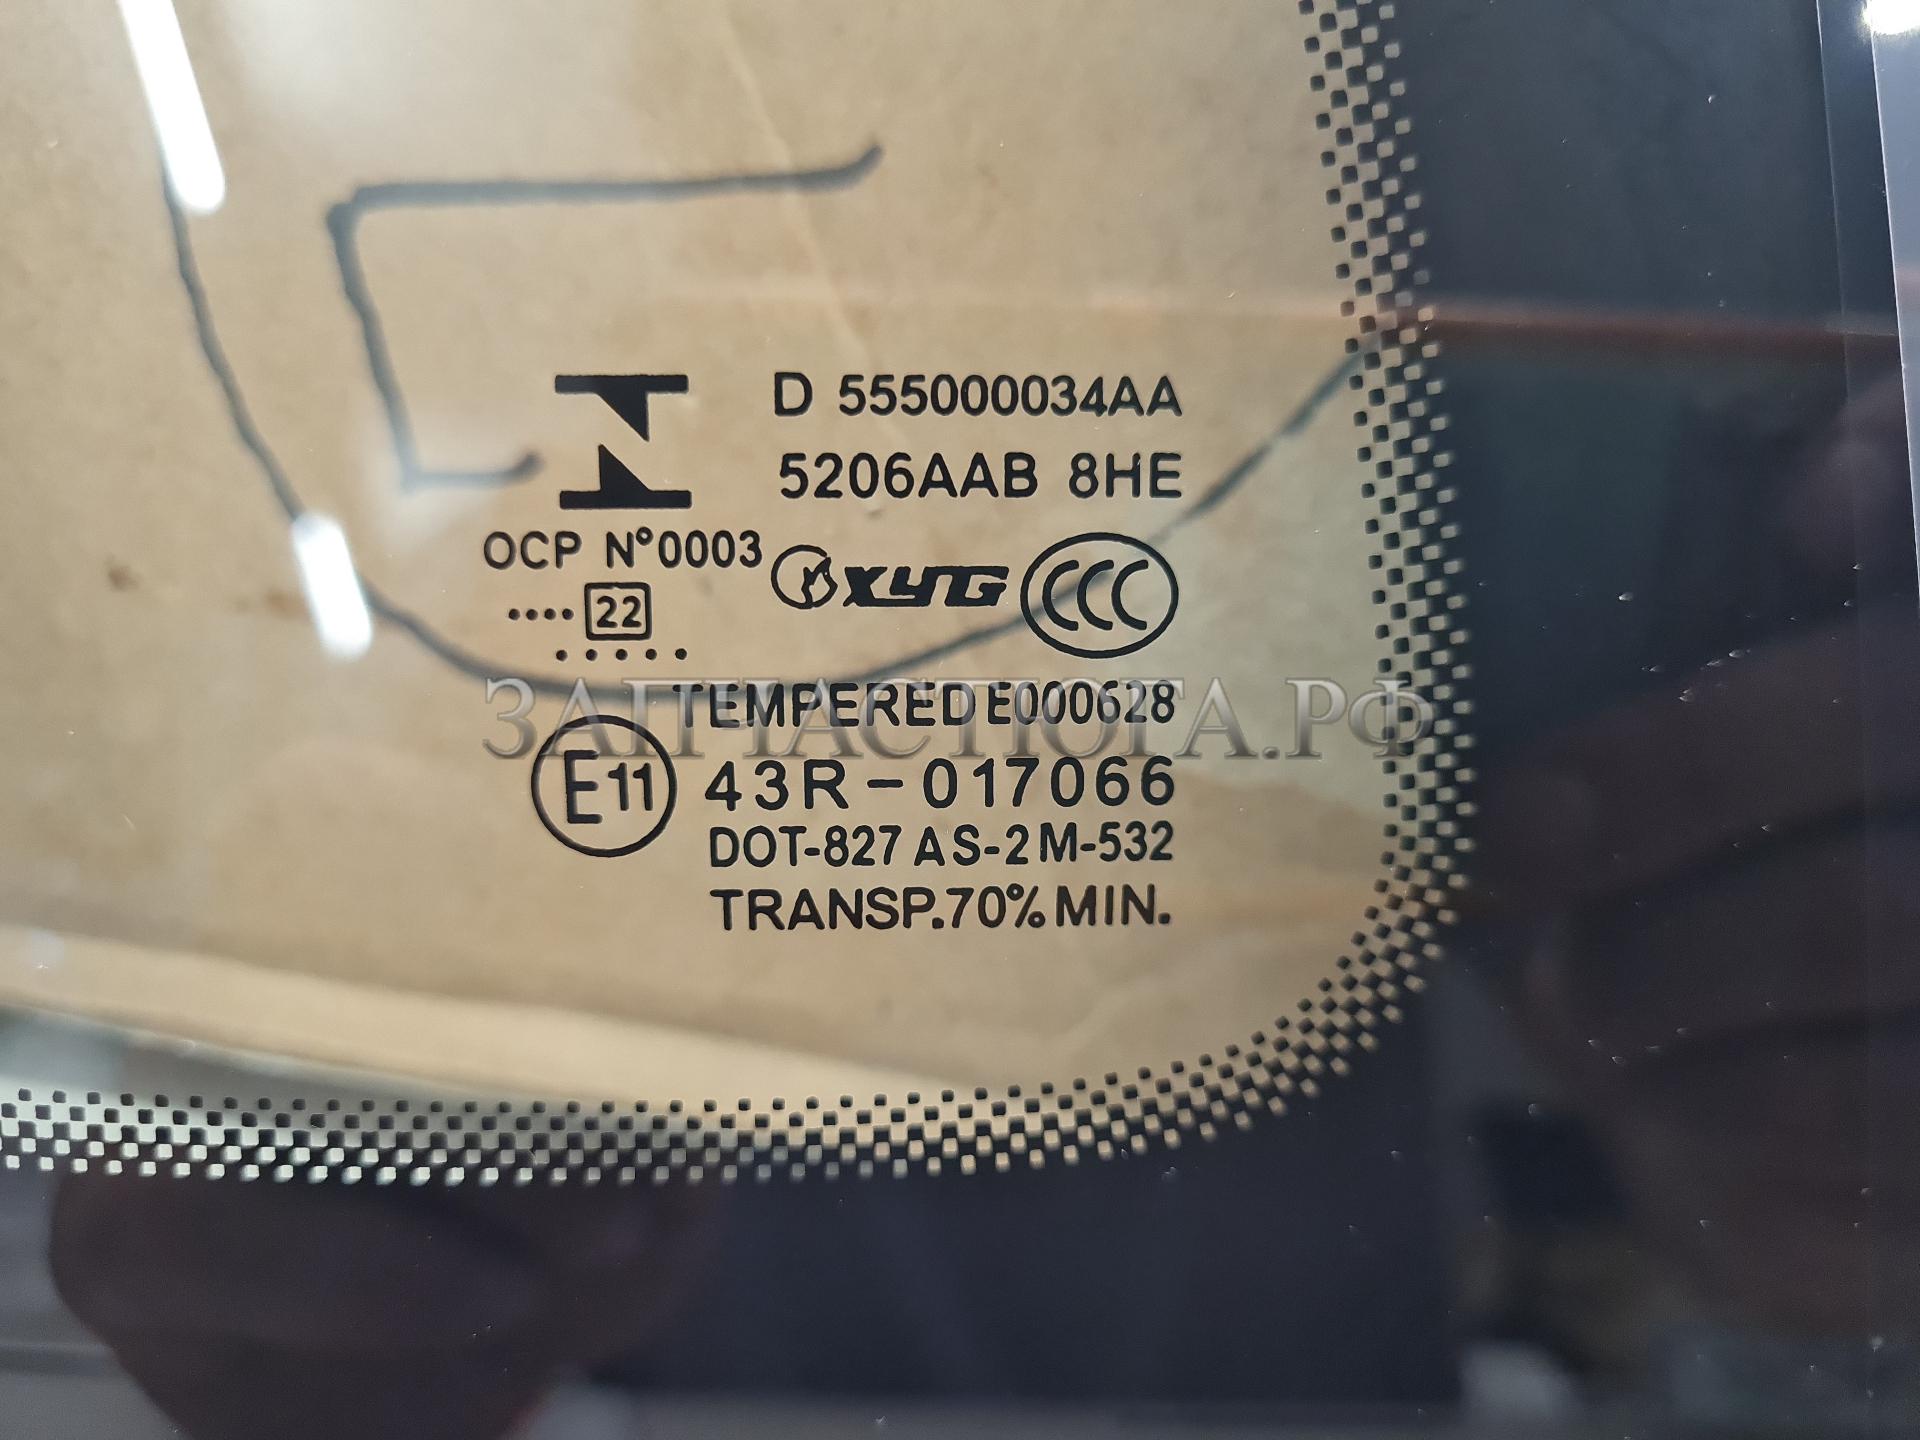 D 555000034AA
5206AAB 8HE
OCP N°0003
XYG CCC
22
TEMPERED E000628
ЗАПЧАСТЮГА.РФ
E11 43R-017066
DOT-827 AS-2 M-532
TRANSP.70% MIN.